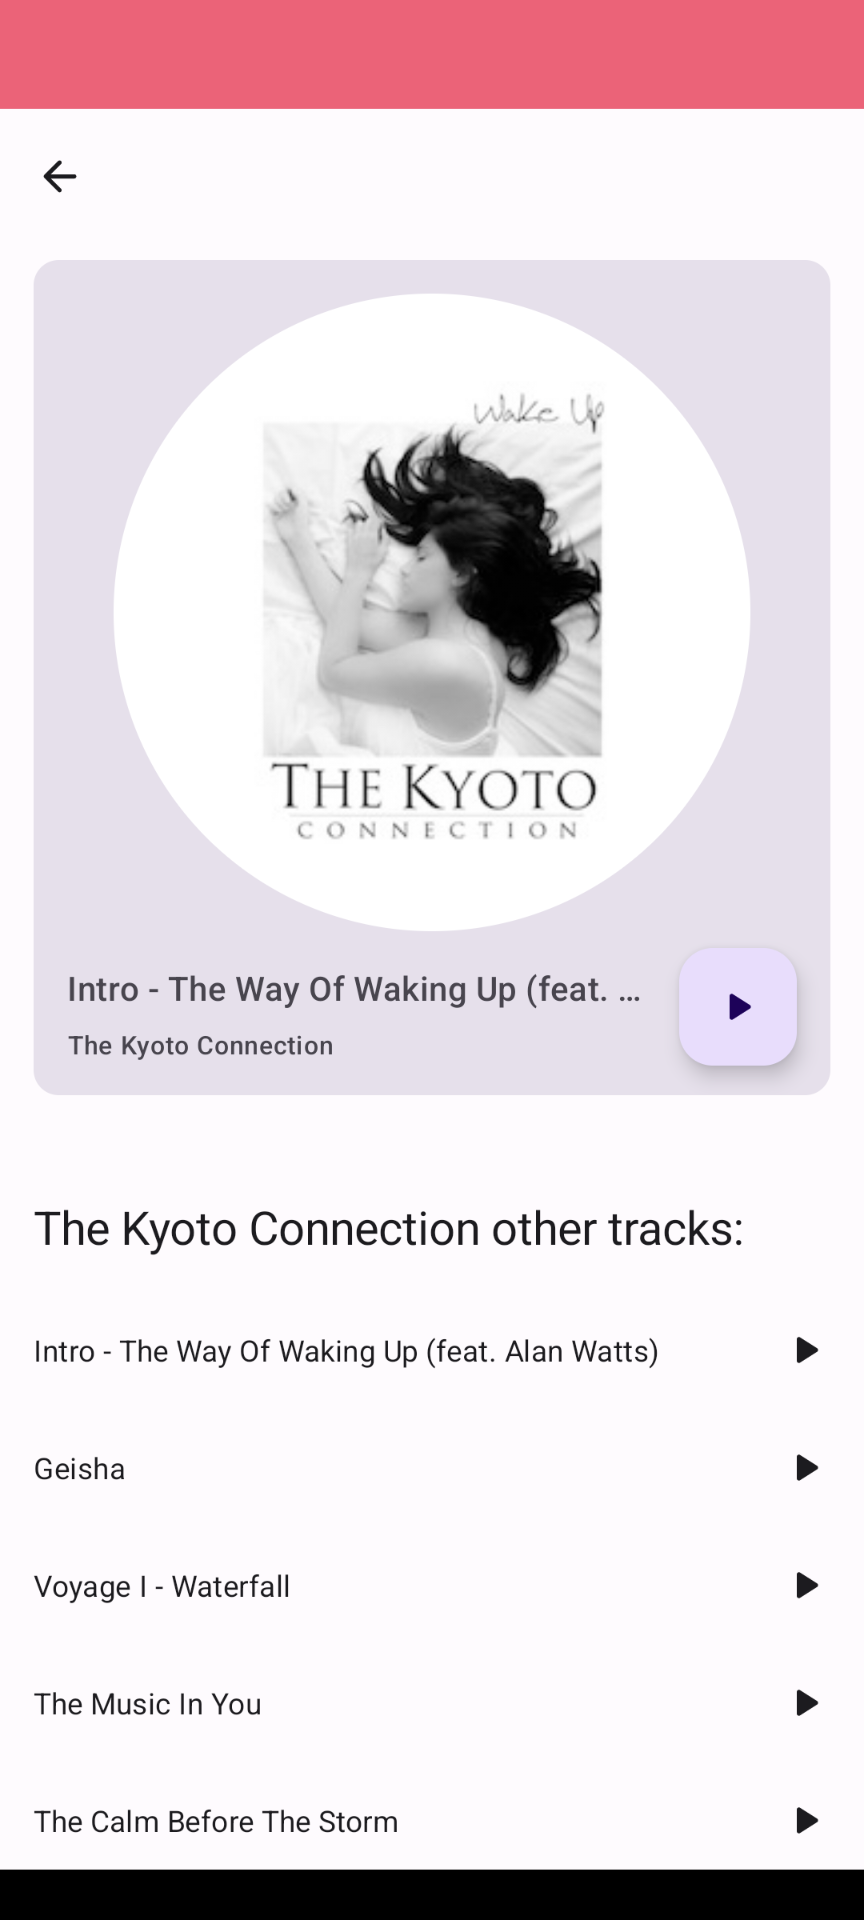 Wake Up
THE KYOTO
CONNECTION
Intro - The Way Of Waking Up (feat. ...
The Kyoto Connection
The Kyoto Connection other tracks:
Intro - The Way Of Waking Up (feat. Alan Watts)
Geisha
Voyage I - Waterfall
The Music In You
The Calm Before The Storm